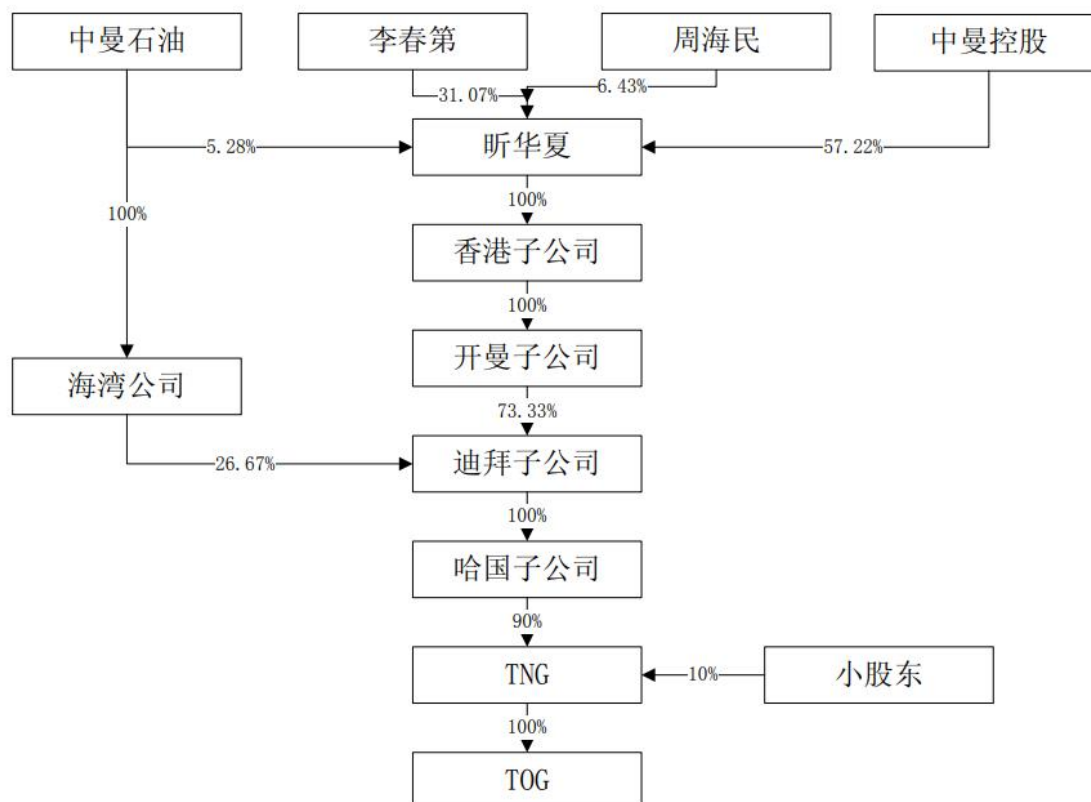 中曼石油
李春第
周海民
中曼控股
31.07%
6.43%
5.28%
昕华夏
57.22%
100%
100%
香港子公司
100%
海湾公司
开曼子公司
73.33%
26.67%
迪拜子公司
100%
哈国子公司
90%
TNG
10%
小股东
100%
TOG